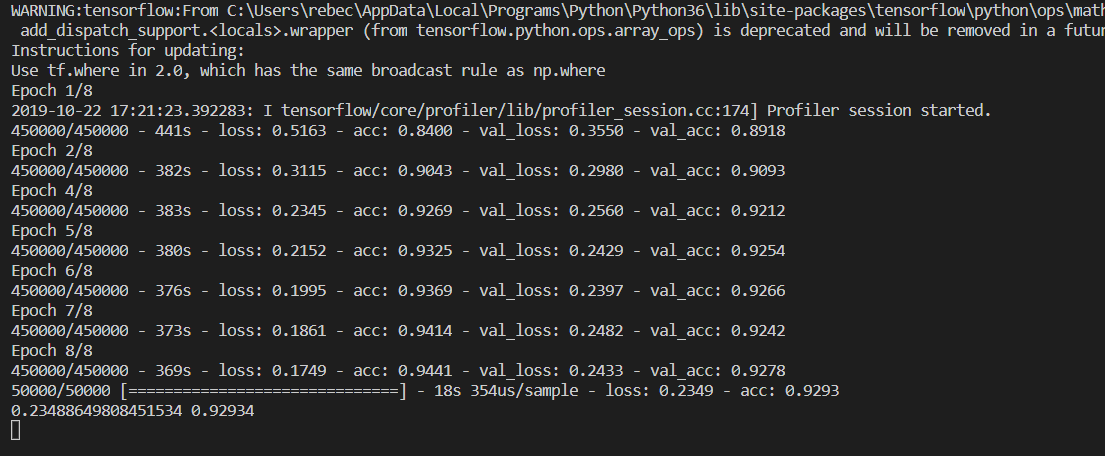 WARNING:tensorflow:From C:\Users\rebec\AppData\Local\Programs\Python\Python36\lib\site-packages\tensorflow\python\ops\math
add_dispatch_support.<locals>.wrapper (from tensorflow.python.ops.array_ops) is deprecated and will be removed in a futur
Instructions for updating:
Use tf.where in 2.0, which has the same broadcast rule as np.where
Epoch 1/8
2019-10-22 17:21:23.392283: I tensorflow/core/profiler/lib/profiler_session.cc:174] Profiler session started.
450000/450000 - 441s - loss: 0.5163 - acc: 0.8400 - val_loss: 0.3550 - val_acc: 0.8918
Epoch 2/8
450000/450000 - 382s - loss: 0.3115 - acc: 0.9043 - val_loss: 0.2980 - val_acc: 0.9093
Epoch 4/8
450000/450000 - 383s - loss: 0.2345 - acc: 0.9269 - val_loss: 0.2560 - val_acc: 0.9212
Epoch 5/8
450000/450000 - 380s - loss: 0.2152 - acc: 0.9325 - val_loss: 0.2429 - val_acc: 0.9254
Epoch 6/8
450000/450000 - 376s - loss: 0.1995 - acc: 0.9369 - val_loss: 0.2397 - val_acc: 0.9266
Epoch 7/8
450000/450000 - 373s - loss: 0.1861 - acc: 0.9414 - val_loss: 0.2482 - val_acc: 0.9242
Epoch 8/8
450000/450000 - 369s - loss: 0.1749 - acc: 0.9441 - val_loss: 0.2433 - val_acc: 0.9278
50000/50000 [==============================] - 18s 354us/sample - loss: 0.2349 - acc: 0.9293
0.23488649808451534 0.92934